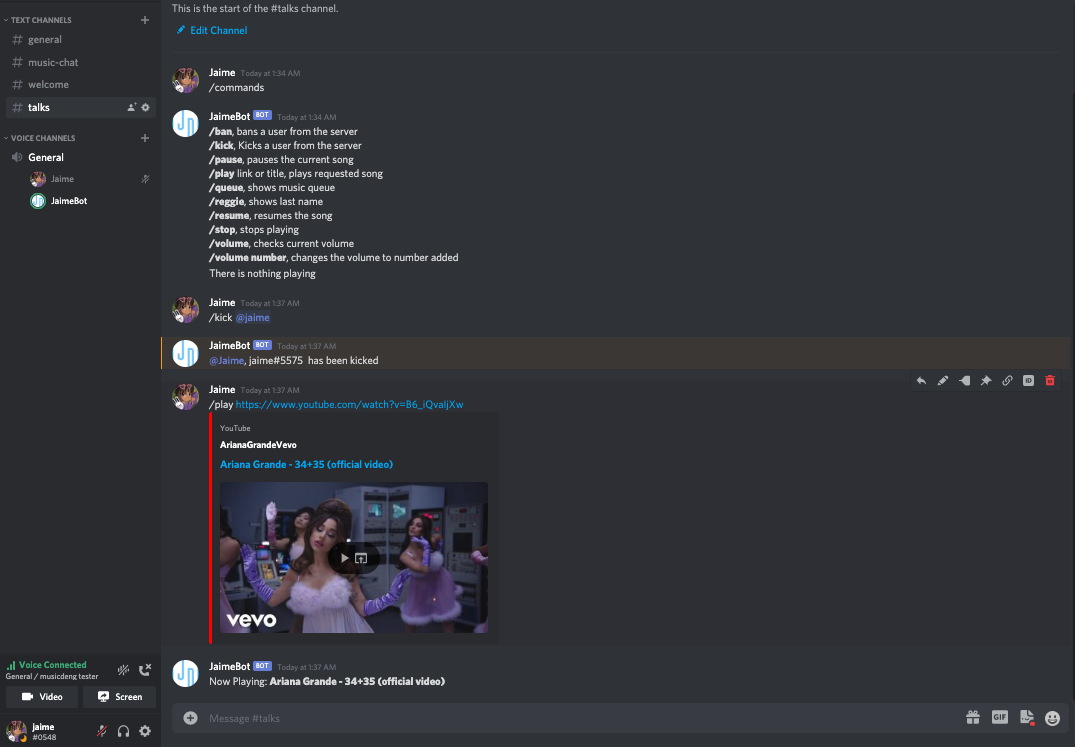 This is the start of the #talks channel.
Edit Channel
TEXT CHANNELS
general
music-chat
welcome
talks
VOICE CHANNELS
General
Jaime
JaimeBot
Jaime Today at 1:34 AM
/commands
JaimeBot BOT Today at 1:34 AM
/ban, bans a user from the server
/kick, Kicks a user from the server
/pause, pauses the current song
/play link or title, plays requested song
/queue, shows music queue
/reggie, shows last name
/resume, resumes the song
/stop, stops playing
/volume, checks current volume
/volume number, changes the volume to number added
There is nothing playing
Jaime Today at 1:37 AM
/kick @jaime
JaimeBot BOT Today at 1:37 AM
@Jaime, jaime#5575 has been kicked
Jaime Today at 1:37 AM
/play https://www.youtube.com/watch?v=B6_iQvaIjXw
YouTube
ArianaGrandeVevo
Ariana Grande - 34+35 (official video)
vevo
JaimeBot BOT Today at 1:37 AM
Now Playing: Ariana Grande - 34+35 (official video)
Voice Connected
General / musicdeng tester
Video
Screen
jaime
#0548
Message #talks
GIF